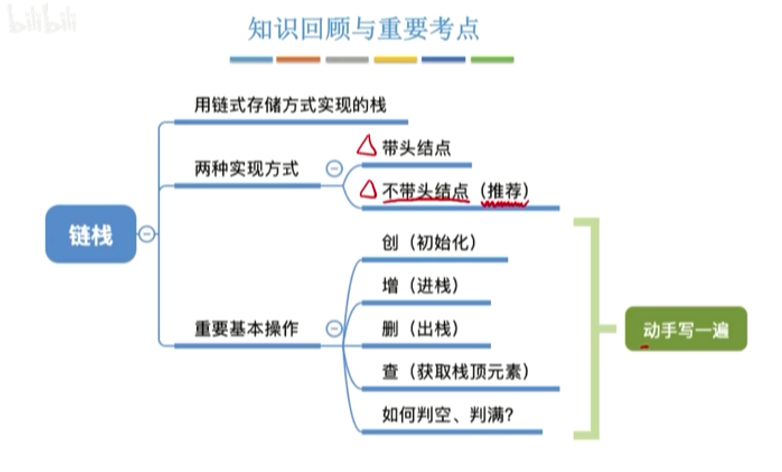 bilibili
知识回顾与重要考点
用链式存储方式实现的栈
两种实现方式
带头结点
不带头结点（推荐）
链栈
重要基本操作
创（初始化）
增（进栈）
删（出栈）
查（获取栈顶元素）
如何判空、判满？
动手写一遍